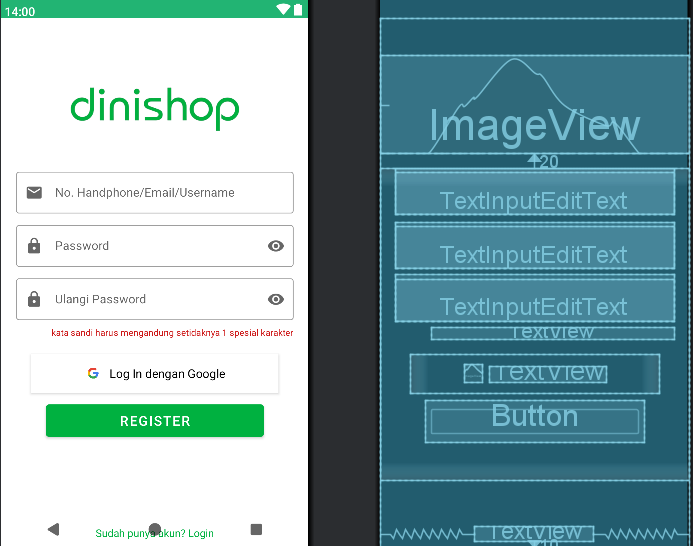 14:00
dinishop
No. Handphone/Email/Username
Password
Ulangi Password
kata sandi harus mengandung setidaknya 1 spesial karakter
Log In dengan Google
REGISTER
Sudah punya akun? Login
ImageView
20
TextInputEditText
TextInputEditText
TextInputEditText
TextView
TextView
Button
TextView
10